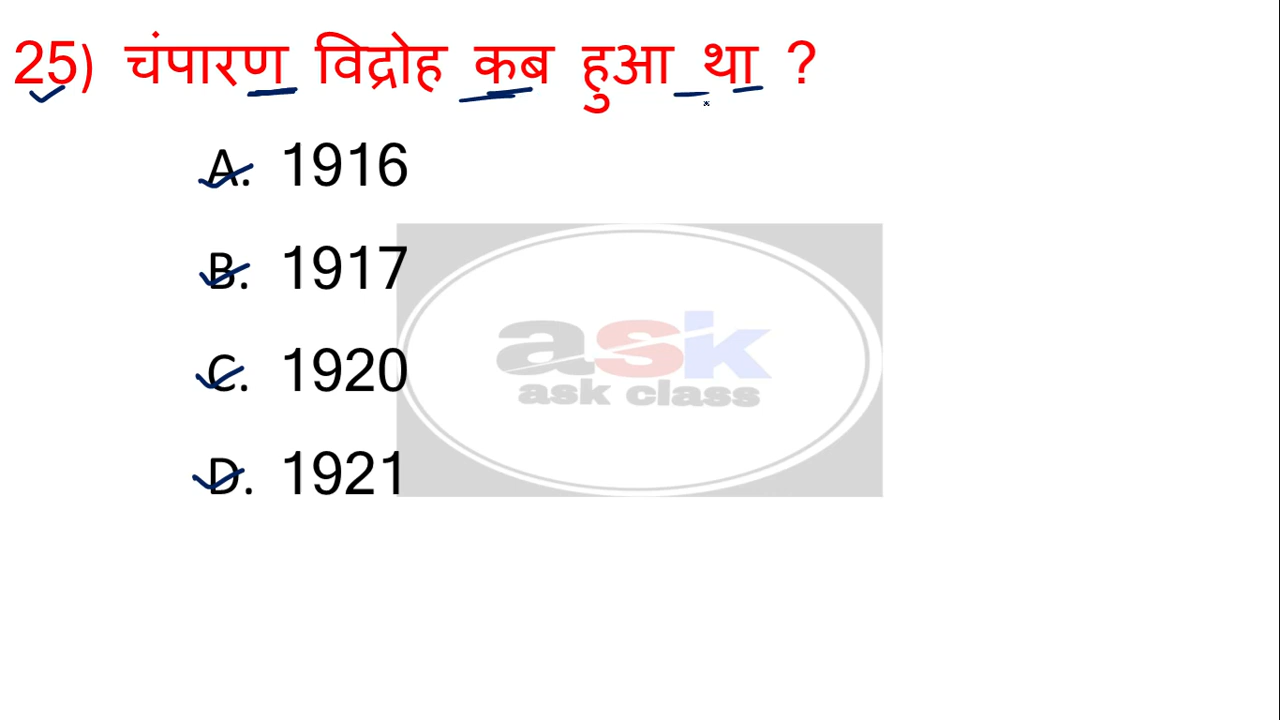 25) चंपारण विद्रोह कब हुआ था ?
A. 1916
B. 1917
C. 1920
D. 1921
ask
ask class